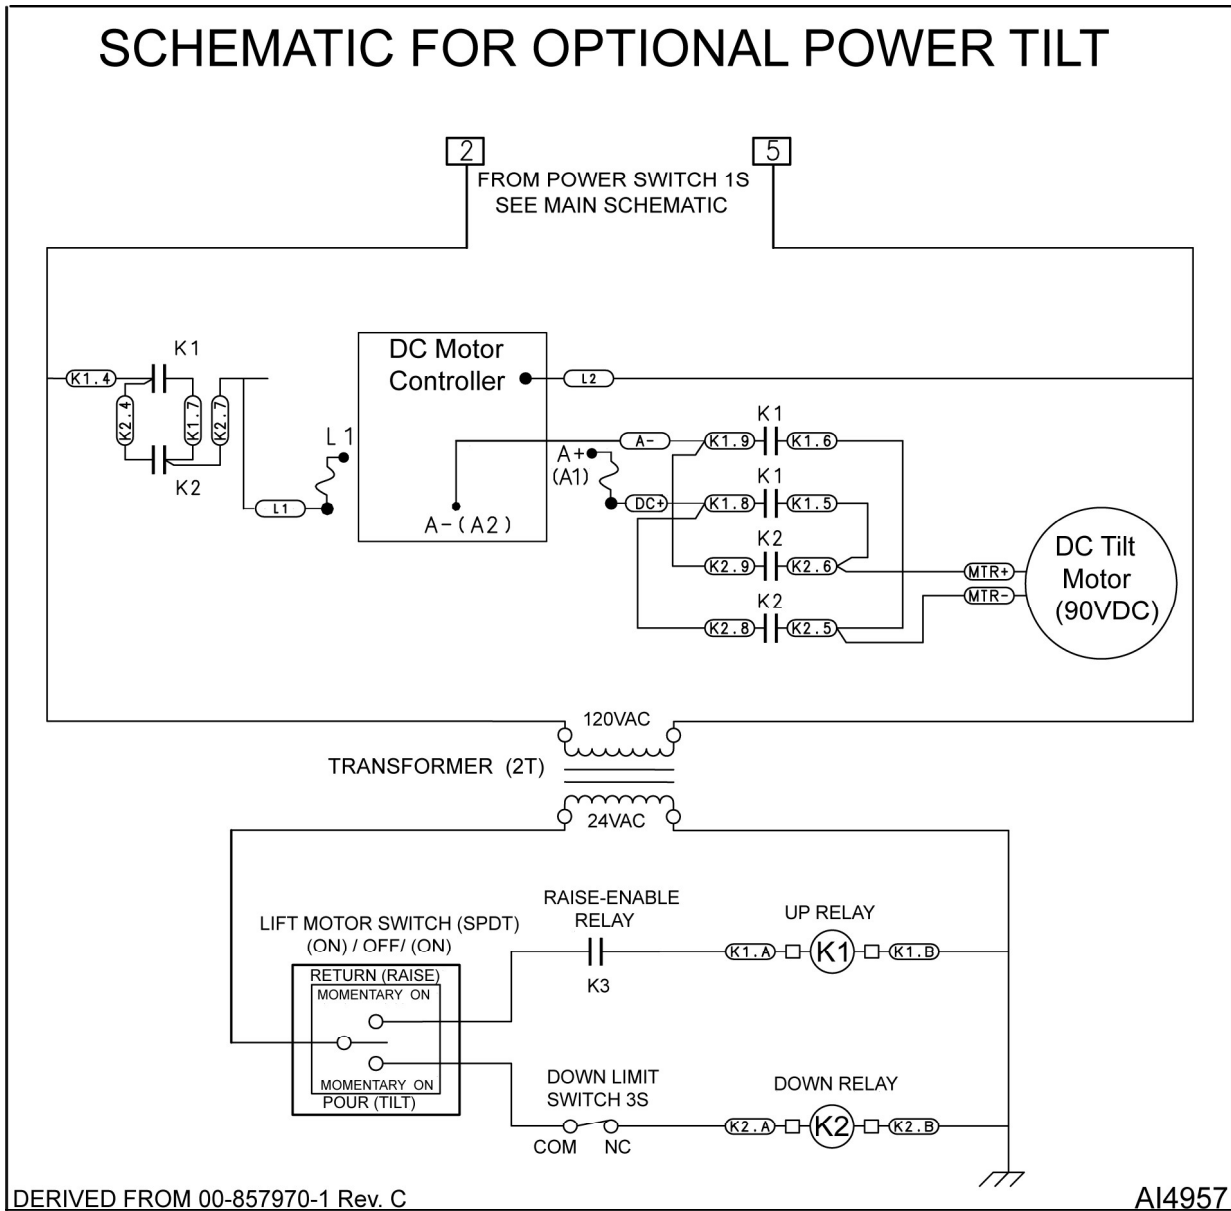 SCHEMATIC FOR OPTIONAL POWER TILT
2
5
FROM POWER SWITCH 1S
SEE MAIN SCHEMATIC
K1
K1.4
K2.4
K1.7
K2.7
K2
L1
L1
DC Motor
Controller
L2
A-(A2)
A+
(A1)
A-
DC+
K1
K1.9
K1.6
K1
K1.8
K1.5
K2
K2.9
K2.6
K2
K2.8
K2.5
MTR+
MTR-
DC Tilt
Motor
(90VDC)
120VAC
TRANSFORMER (2T)
24VAC
LIFT MOTOR SWITCH (SPDT)
(ON) / OFF/ (ON)
RETURN (RAISE)
MOMENTARY ON
MOMENTARY ON
POUR (TILT)
RAISE-ENABLE
RELAY
K3
UP RELAY
K1.A
K1
K1.B
DOWN LIMIT
SWITCH 3S
COM
NC
DOWN RELAY
K2.A
K2
K2.B
DERIVED FROM 00-857970-1 Rev. C
AI4957